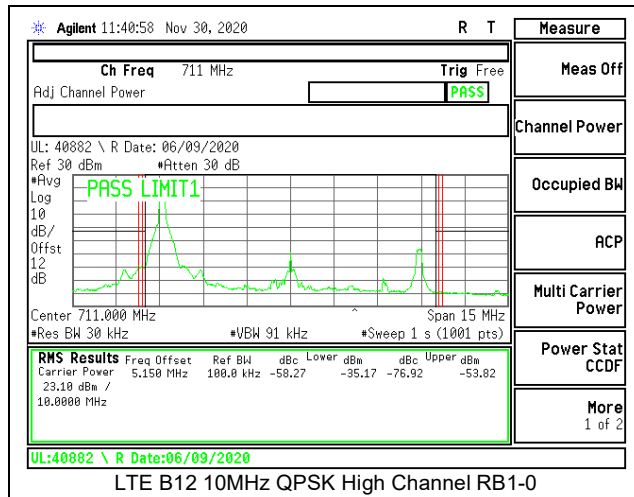 Agilent 11:40:58 Nov 30, 2020 R T
Measure
Ch Freq 711 MHz Trig Free
Meas Off
Adj Channel Power PASS
Channel Power
UL: 40882 \ R Date: 06/09/2020
Ref 30 dBm #Atten 30 dB
#Avg
PASS LIMIT1
Occupied BW
Log
10
dB/
ACP
Offst
12
dB
Multi Carrier
Power
Center 711.000 MHz ^ Span 15 MHz
#Res BW 30 kHz #VBW 91 kHz #Sweep 1 s (1001 pts)
Power Stat
CCDF
RMS Results Freq Offset Ref BW dBc Lower dBm dBc Upper dBm
Carrier Power 5.150 MHz 100.0 kHz -58.27 -35.17 -76.92 -53.82
23.10 dBm /
10.0000 MHz
More
1 of 2
UL:40882 \ R Date:06/09/2020
LTE B12 10MHz QPSK High Channel RB1-0